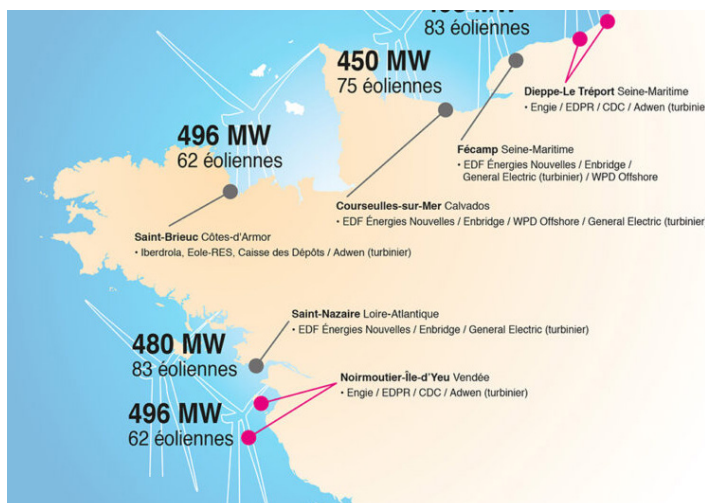 83 éoliennes
450 MW
75 éoliennes
Dieppe-Le Tréport Seine-Maritime
• Engie / EDPR / CDC / Adwen (turbinier)
496 MW
62 éoliennes
Fécamp Seine-Maritime
• EDF Énergies Nouvelles / Enbridge /
General Electric (turbinier) / WPD Offshore
Courseulles-sur-Mer Calvados
• EDF Énergies Nouvelles / Enbridge / WPD Offshore / General Electric (turbinier
Saint-Brieuc Côtes-d'Armor
• Iberdrola, Eole-RES, Caisse des Dépôts / Adwen (turbinier)
Saint-Nazaire Loire-Atlantique
• EDF Énergies Nouvelles / Enbridge / General Electric (turbinier)
480 MW
83 éoliennes
Noirmoutier-Île-d'Yeu Vendée
• Engie / EDPR / CDC / Adwen (turbinier)
496 MW
62 éoliennes